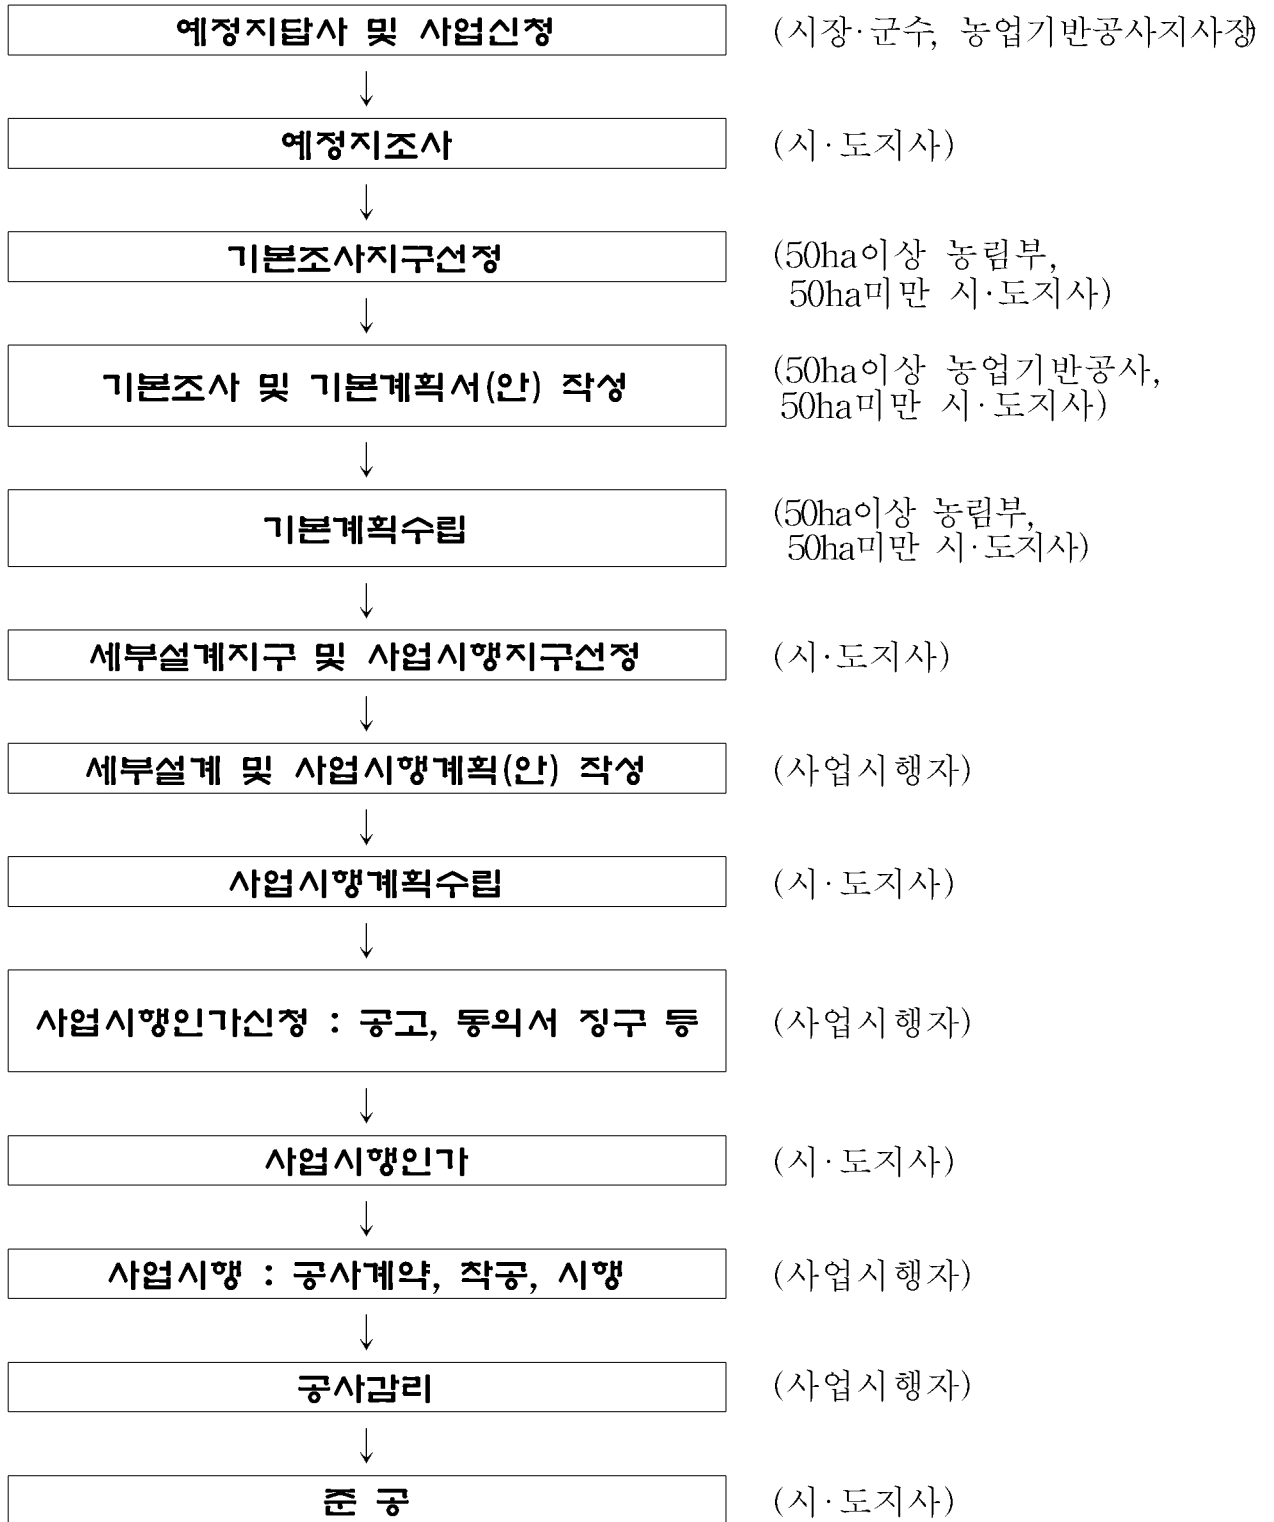 예정지답사 및 사업신청 (시장·군수, 농업기반공사지사장)
↓
예정지조사 (시·도지사)
↓
기본조사지구선정 (50ha이상 농림부,
50ha미만 시·도지사)
↓
기본조사 및 기본계획서(안) 작성 (50ha이상 농업기반공사,
50ha미만 시·도지사)
↓
기본계획수립 (50ha이상 농림부,
50ha미만 시·도지사)
↓
세부설계지구 및 사업시행지구선정 (시·도지사)
↓
세부설계 및 사업시행계획(안) 작성 (사업시행자)
↓
사업시행계획수립 (시·도지사)
↓
사업시행인가신청 : 공고, 동의서 징구 등 (사업시행자)
↓
사업시행인가 (시·도지사)
↓
사업시행 : 공사계약, 착공, 시행 (사업시행자)
↓
공사감리 (사업시행자)
↓
준 공 (시·도지사)